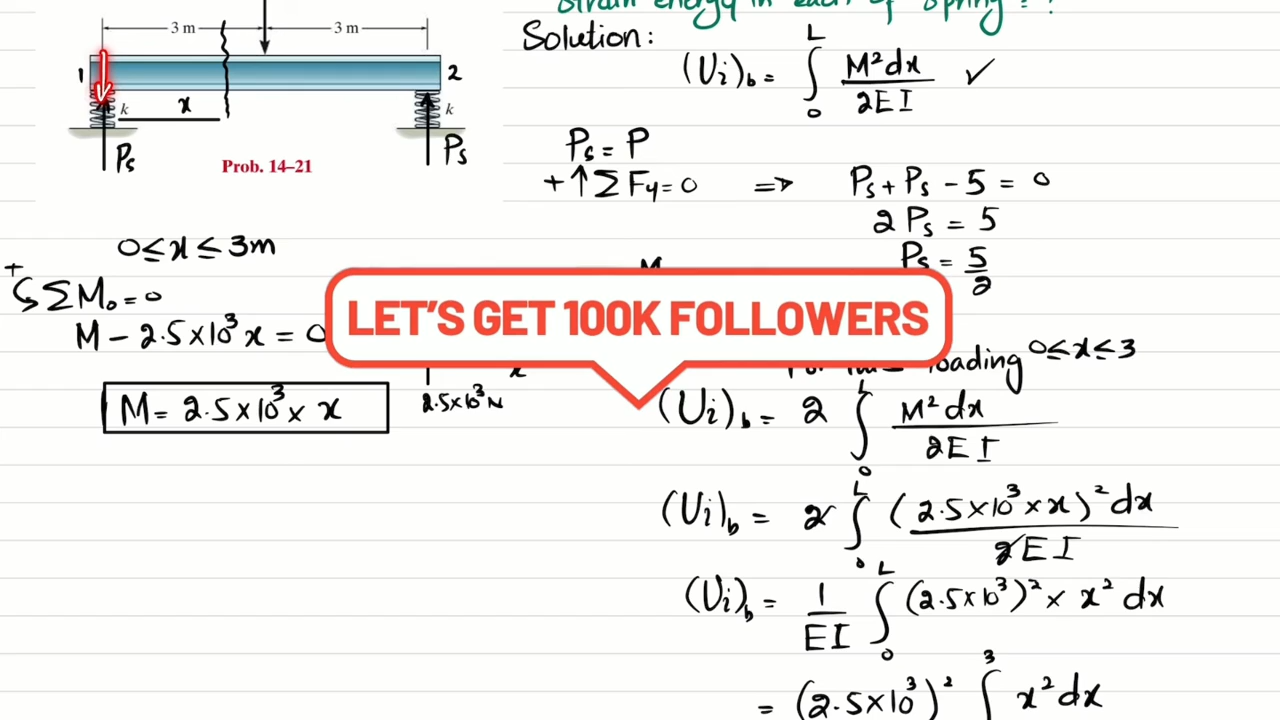 Strain energy in each of Spring??
3 m 3 m
Solution:
(Ui)b = ∫₀ᴸ M²dx / 2EI ✓
1 2
k x k
Ps Ps
Prob. 14–21
Ps = P
+↑ΣFy=0 ⇒ Ps + Ps - 5 = 0
2 Ps = 5
Ps = 5/2
0≤x≤3m
+↶ΣM₀=0
M - 2.5×10³ x = 0
M
LET'S GET 100K FOLLOWERS
loading 0≤x≤3
x
M = 2.5×10³ × x
2.5×10³ N
(Ui)b = 2 ∫₀ᴸ M²dx / 2EI
(Ui)b = 2 ∫₀ᴸ (2.5×10³×x)² dx / 2EI
(Ui)b = 1/EI ∫₀ᴸ (2.5×10³)² × x² dx
= (2.5×10³)² ∫³ x² dx